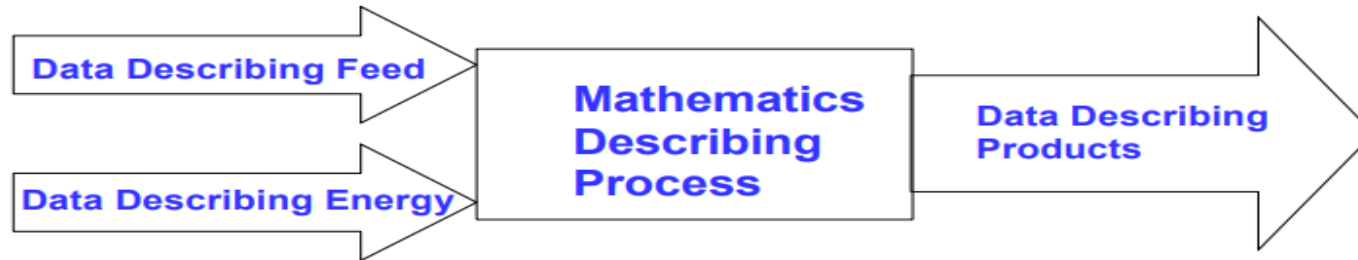 Data Describing Feed
Data Describing Energy
Mathematics
Describing
Process
Data Describing
Products